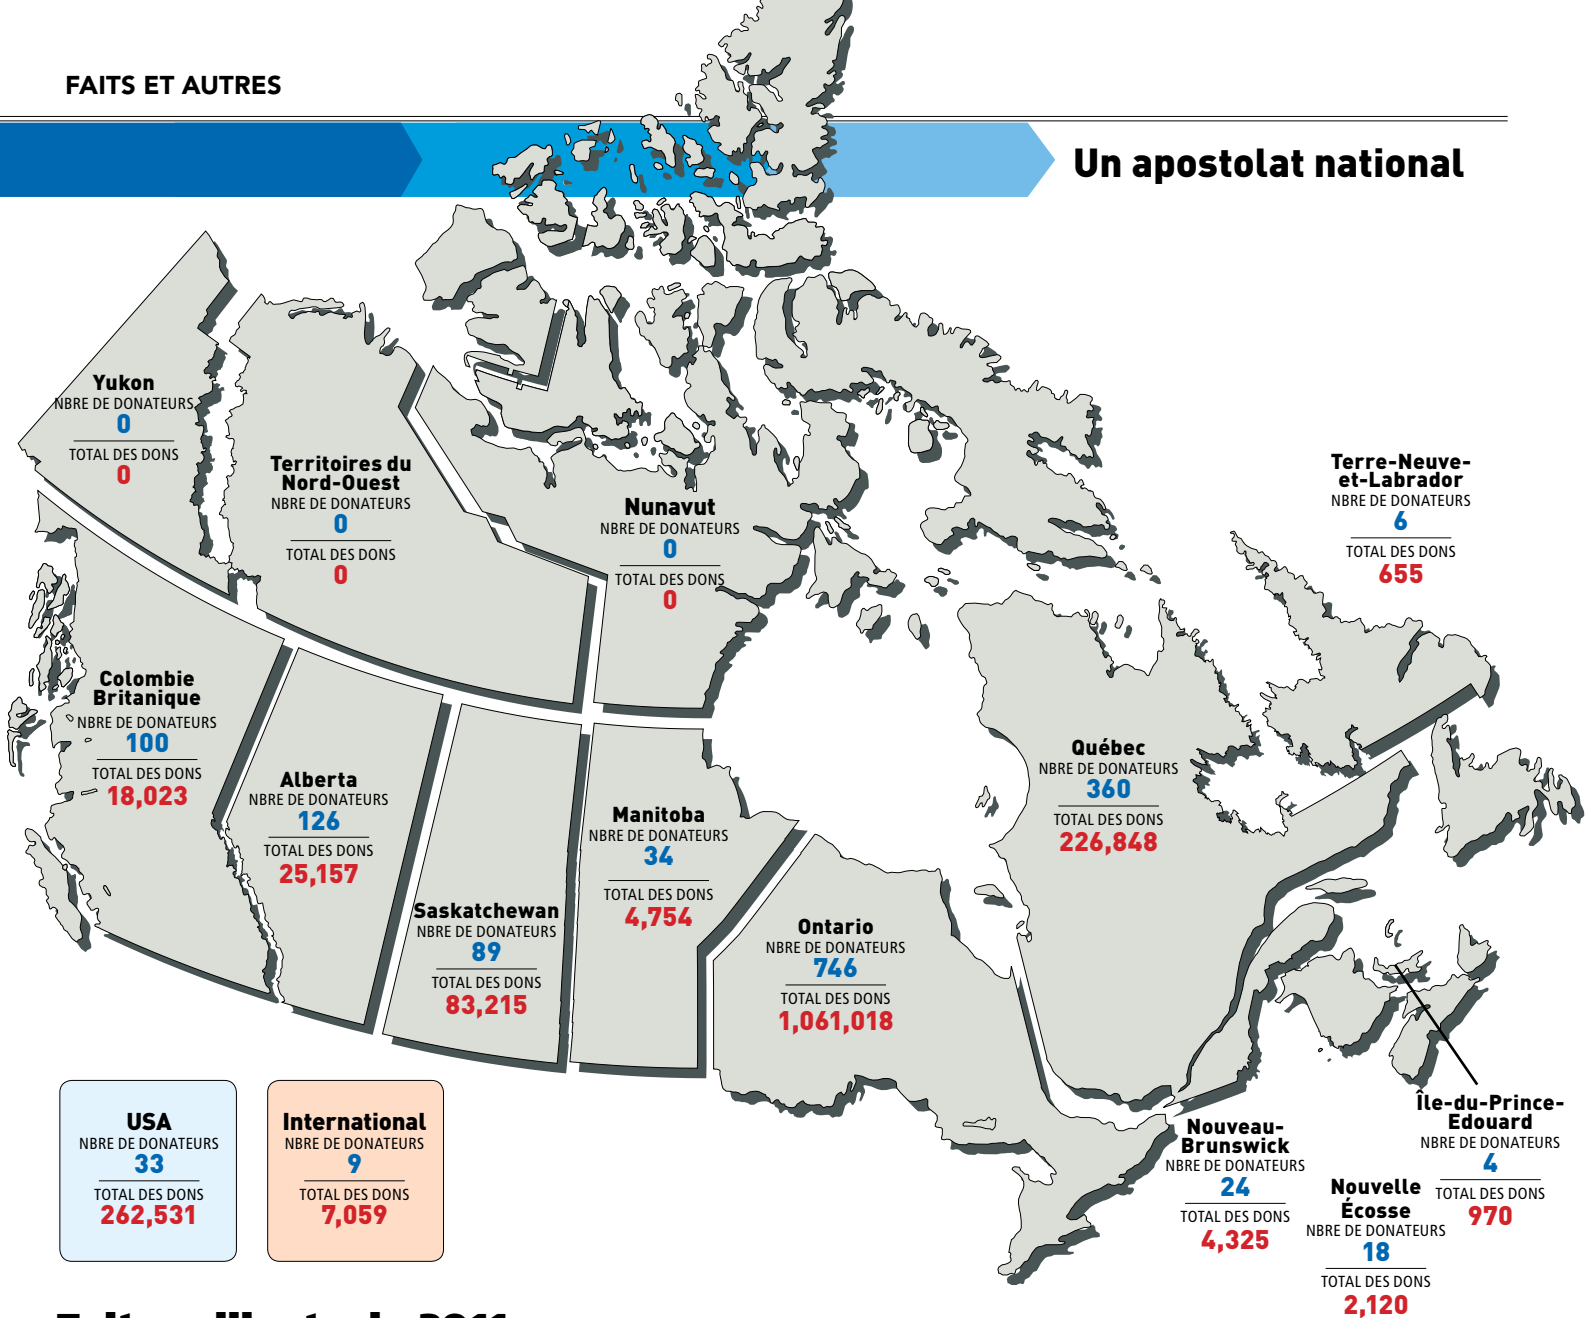 FAITS ET AUTRES
Un apostolat national
Yukon
NBRE DE DONATEURS
0
TOTAL DES DONS
0
Territoires du
Nord-Ouest
NBRE DE DONATEURS
0
TOTAL DES DONS
0
Nunavut
NBRE DE DONATEURS
0
TOTAL DES DONS
0
Terre-Neuve-
et-Labrador
NBRE DE DONATEURS
6
TOTAL DES DONS
655
Colombie
Britanique
NBRE DE DONATEURS
100
TOTAL DES DONS
18,023
Alberta
NBRE DE DONATEURS
126
TOTAL DES DONS
25,157
Saskatchewan
NBRE DE DONATEURS
89
TOTAL DES DONS
83,215
Manitoba
NBRE DE DONATEURS
34
TOTAL DES DONS
4,754
Ontario
NBRE DE DONATEURS
746
TOTAL DES DONS
1,061,018
Québec
NBRE DE DONATEURS
360
TOTAL DES DONS
226,848
USA
NBRE DE DONATEURS
33
TOTAL DES DONS
262,531
International
NBRE DE DONATEURS
9
TOTAL DES DONS
7,059
Nouveau-
Brunswick
NBRE DE DONATEURS
24
TOTAL DES DONS
4,325
Nouvelle
Écosse
NBRE DE DONATEURS
18
TOTAL DES DONS
2,120
Île-du-Prince-
Edouard
NBRE DE DONATEURS
4
TOTAL DES DONS
970